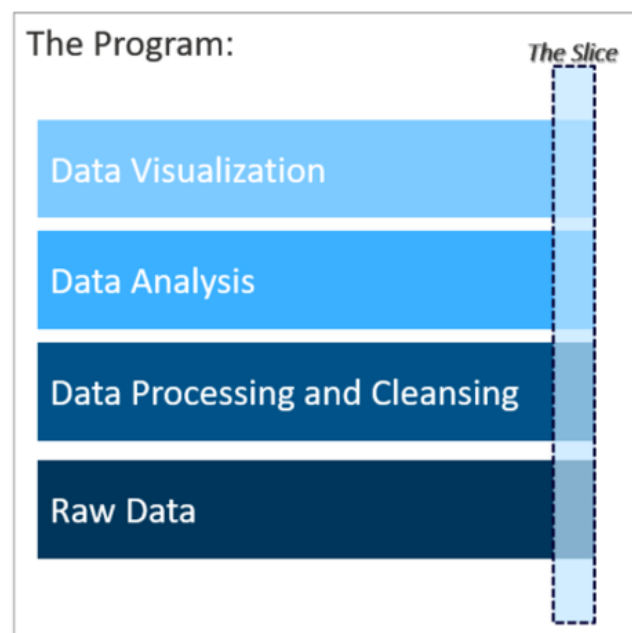 The Program:
The Slice
Data Visualization
Data Analysis
Data Processing and Cleansing
Raw Data